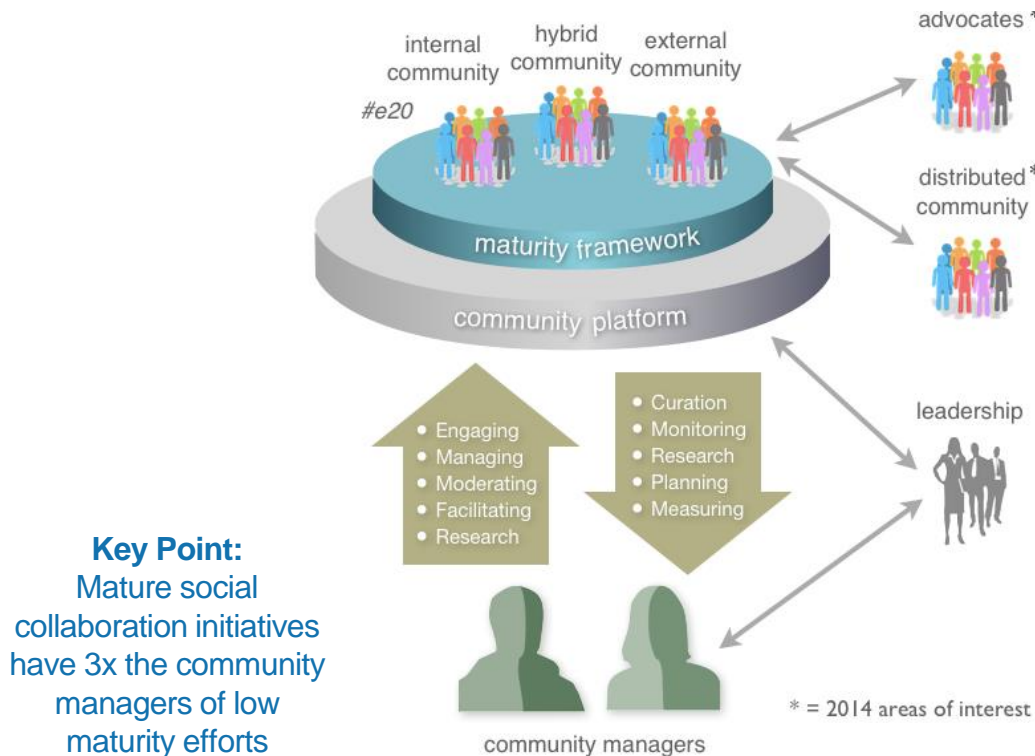 advocates *
internal
community
hybrid
community
external
community
#e20
distributed *
community
maturity framework
community platform
leadership
• Engaging
• Managing
• Moderating
• Facilitating
• Research
• Curation
• Monitoring
• Research
• Planning
• Measuring
Key Point:
Mature social
collaboration initiatives
have 3x the community
managers of low
maturity efforts
community managers
* = 2014 areas of interest